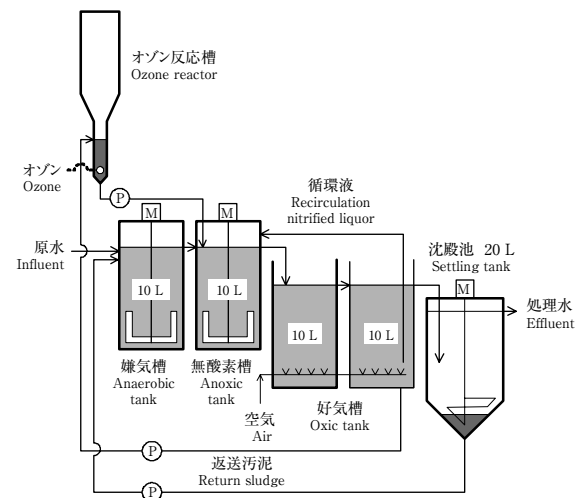 オゾン反応槽
Ozone reactor
オゾン
Ozone
P
循環液
Recirculation
nitrified liquor
M
M
沈殿池 20 L
Settling tank
原水
Influent
M
処理水
Effluent
10 L
10 L
10 L
10 L
嫌気槽
Anaerobic
tank
無酸素槽
Anoxic
tank
空気
Air
好気槽
Oxic tank
P
返送汚泥
Return sludge
P